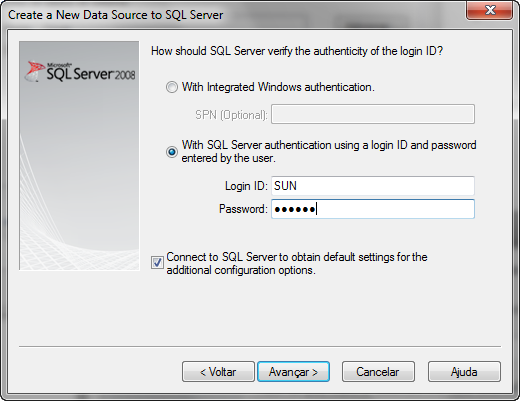 Create a New Data Source to SQL Server
Microsoft
SQL Server 2008
How should SQL Server verify the authenticity of the login ID?
With Integrated Windows authentication.
SPN (Optional):
With SQL Server authentication using a login ID and password
entered by the user.
Login ID: SUN
Password: ●●●●●●
Connect to SQL Server to obtain default settings for the
additional configuration options.
< Voltar Avançar > Cancelar Ajuda